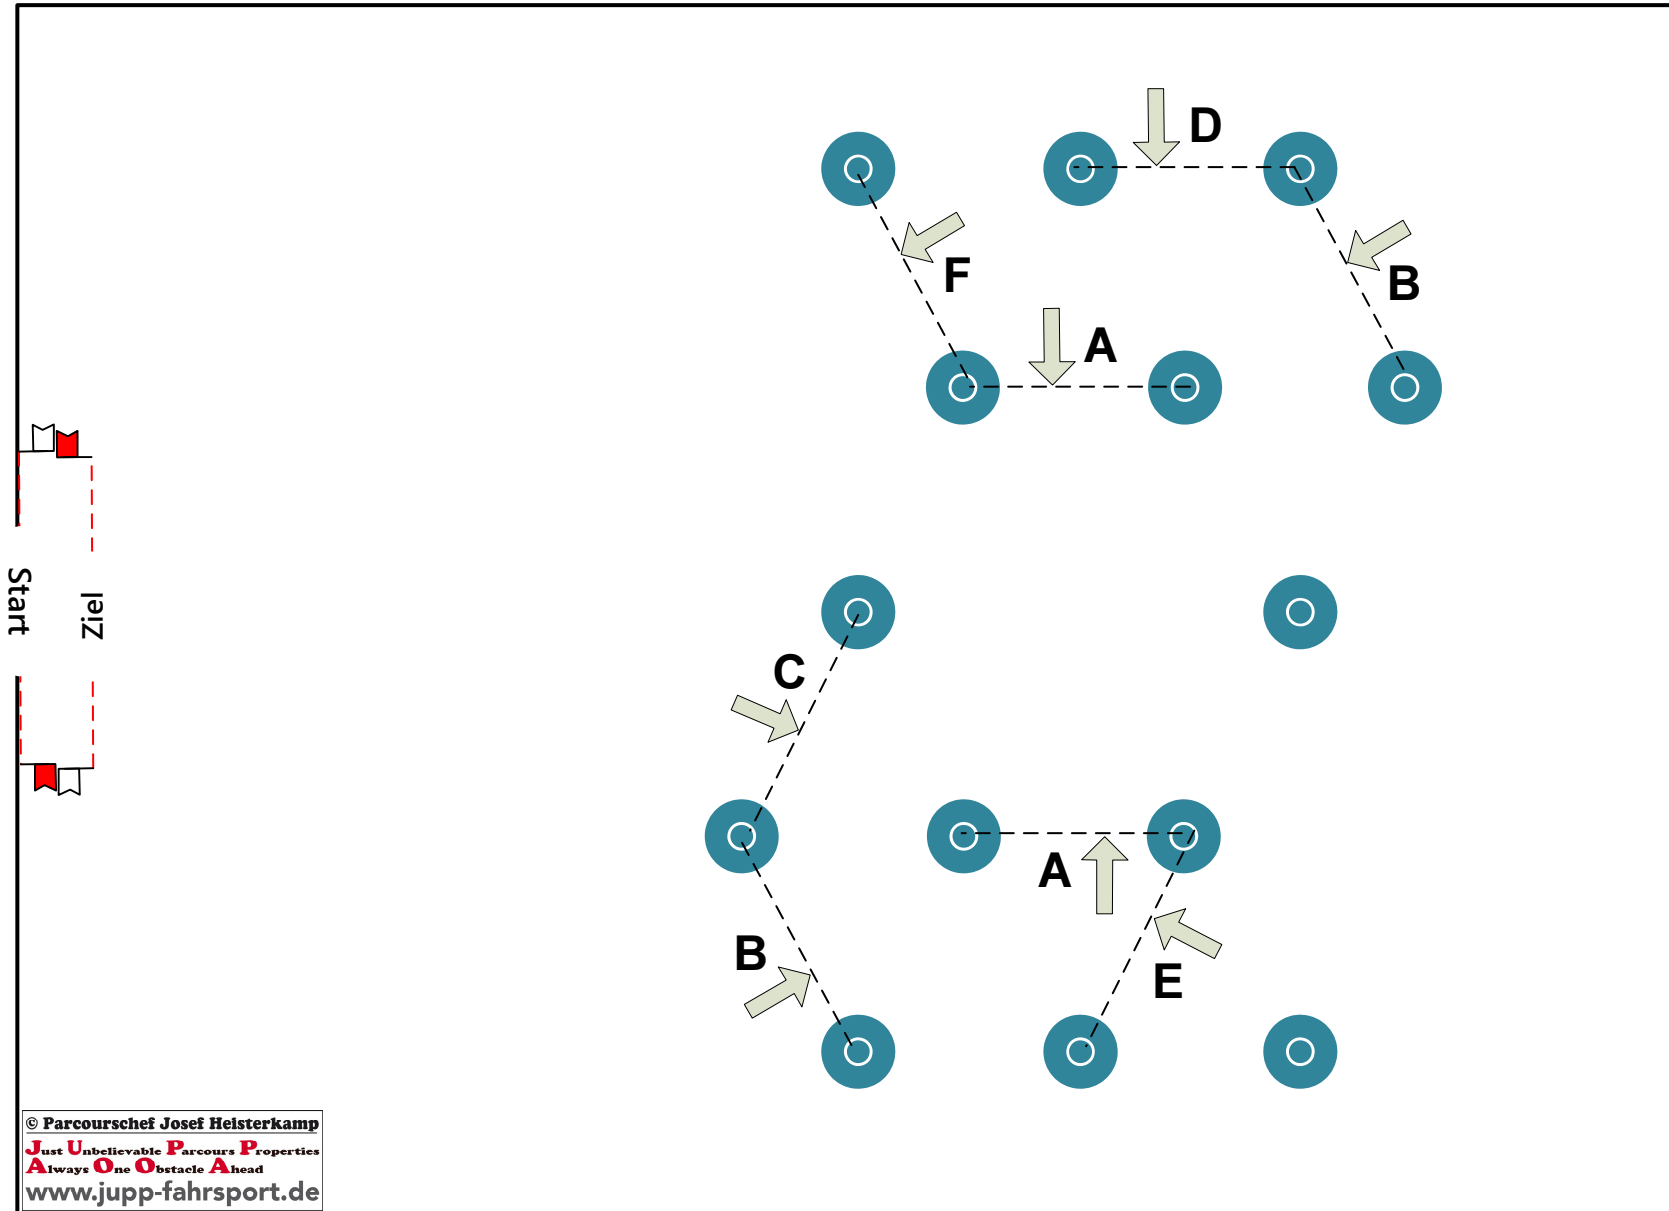 D
F
B
A
Start
Ziel
C
A
B
E
© Parcourschef Josef Heisterkamp
Just Unbelievable Parcours Properties
Always One Obstacle Ahead
www.jupp-fahrsport.de